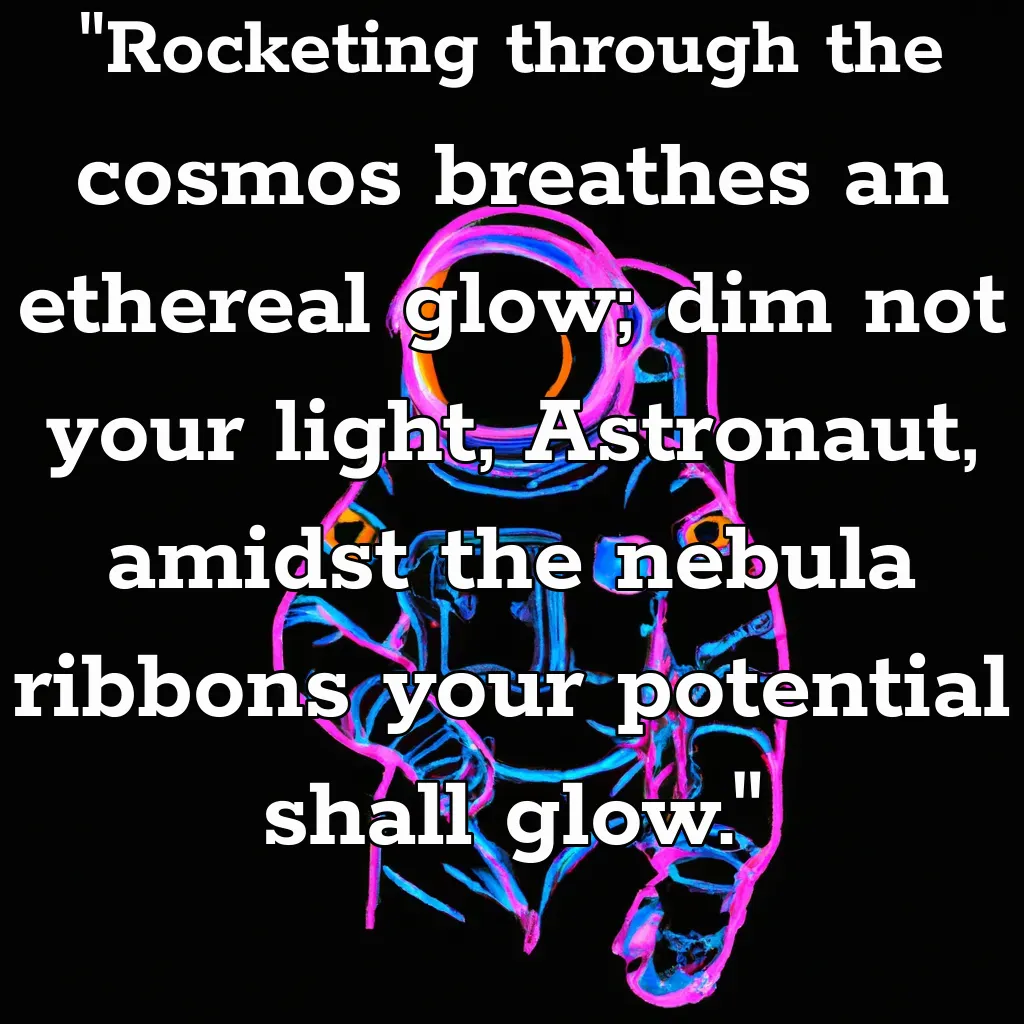 "Rocketing through the
cosmos breathes an
ethereal glow; dim not
your light, Astronaut,
amidst the nebula
ribbons your potential
shall glow."